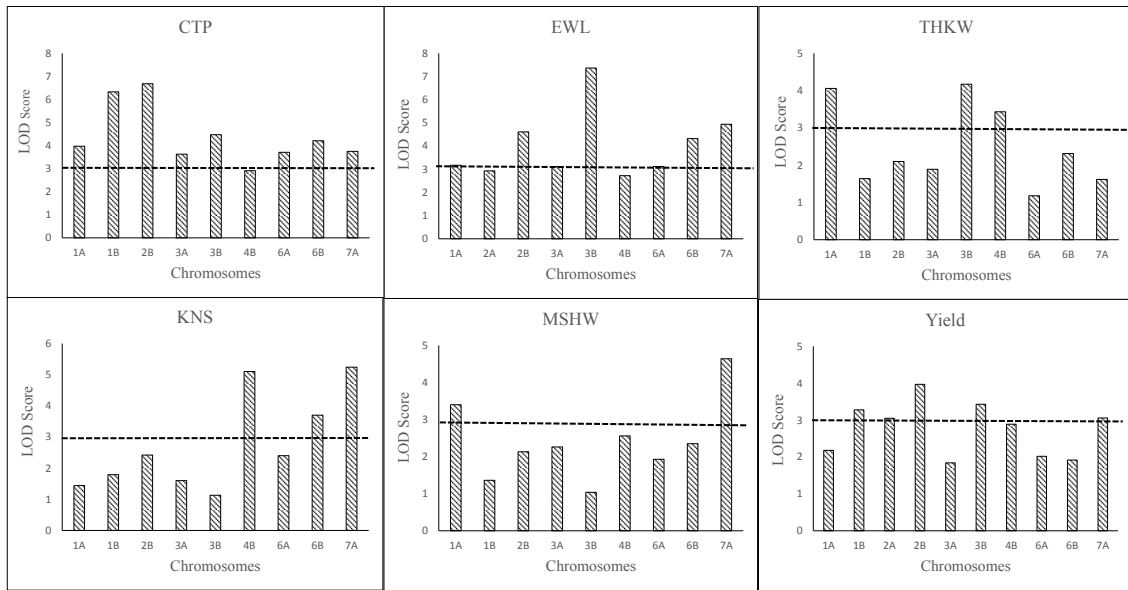 CTP
8
7
6
5
4
3
2
1
0
LOD Score
1A 1B 2B 3A 3B 4B 6A 6B 7A
Chromosomes
EWL
8
7
6
5
4
3
2
1
0
LOD Score
1A 2A 2B 3A 3B 4B 6A 6B 7A
Chromosomes
THKW
5
4
3
2
1
0
LOD Score
1A 1B 2B 3A 3B 4B 6A 6B 7A
Chromosomes
KNS
6
5
4
3
2
1
0
LOD Score
1A 1B 2B 3A 3B 4B 6A 6B 7A
Chromosomes
MSHW
5
4
3
2
1
0
LOD Score
1A 1B 2B 3A 3B 4B 6A 6B 7A
Chromosomes
Yield
5
4
3
2
1
0
LOD Score
1A 1B 2A 2B 3A 3B 4B 6A 6B 7A
Chromosomes